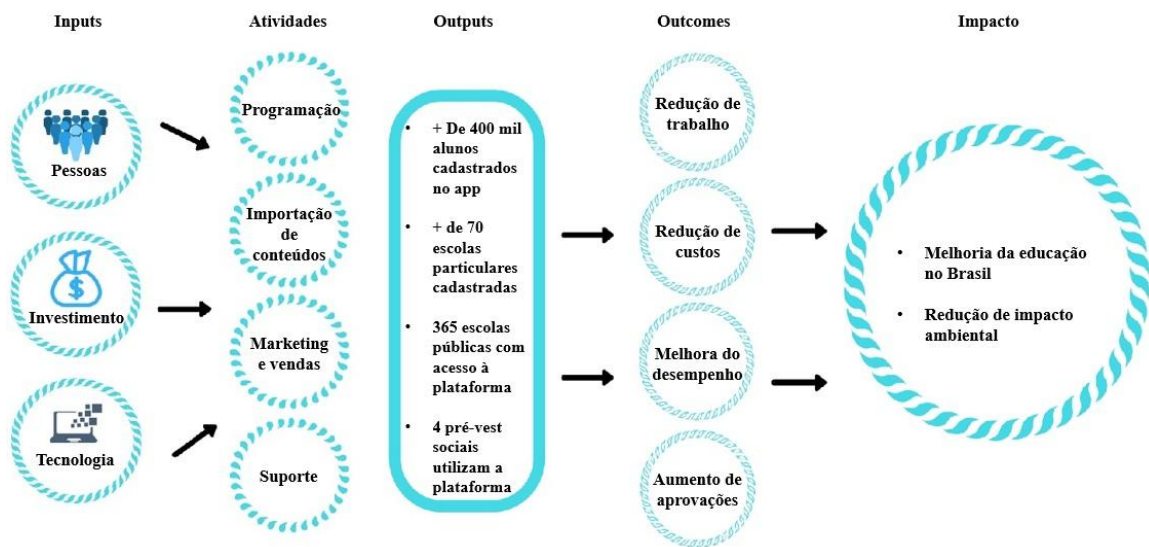 Inputs
Atividades
Outputs
Outcomes
Impacto
Pessoas
Investimento
$
Tecnologia
Programação
Importação
de
conteúdos
Marketing
e vendas
Suporte
• + De 400 mil
alunos
cadastrados
no app
• + de 70
escolas
particulares
cadastradas
• 365 escolas
públicas com
acesso à
plataforma
• 4 pré-vest
sociais
utilizam a
plataforma
Redução de
trabalho
Redução de
custos
Melhora do
desempenho
Aumento de
aprovações
• Melhoria da educação
no Brasil
• Redução de impacto
ambiental